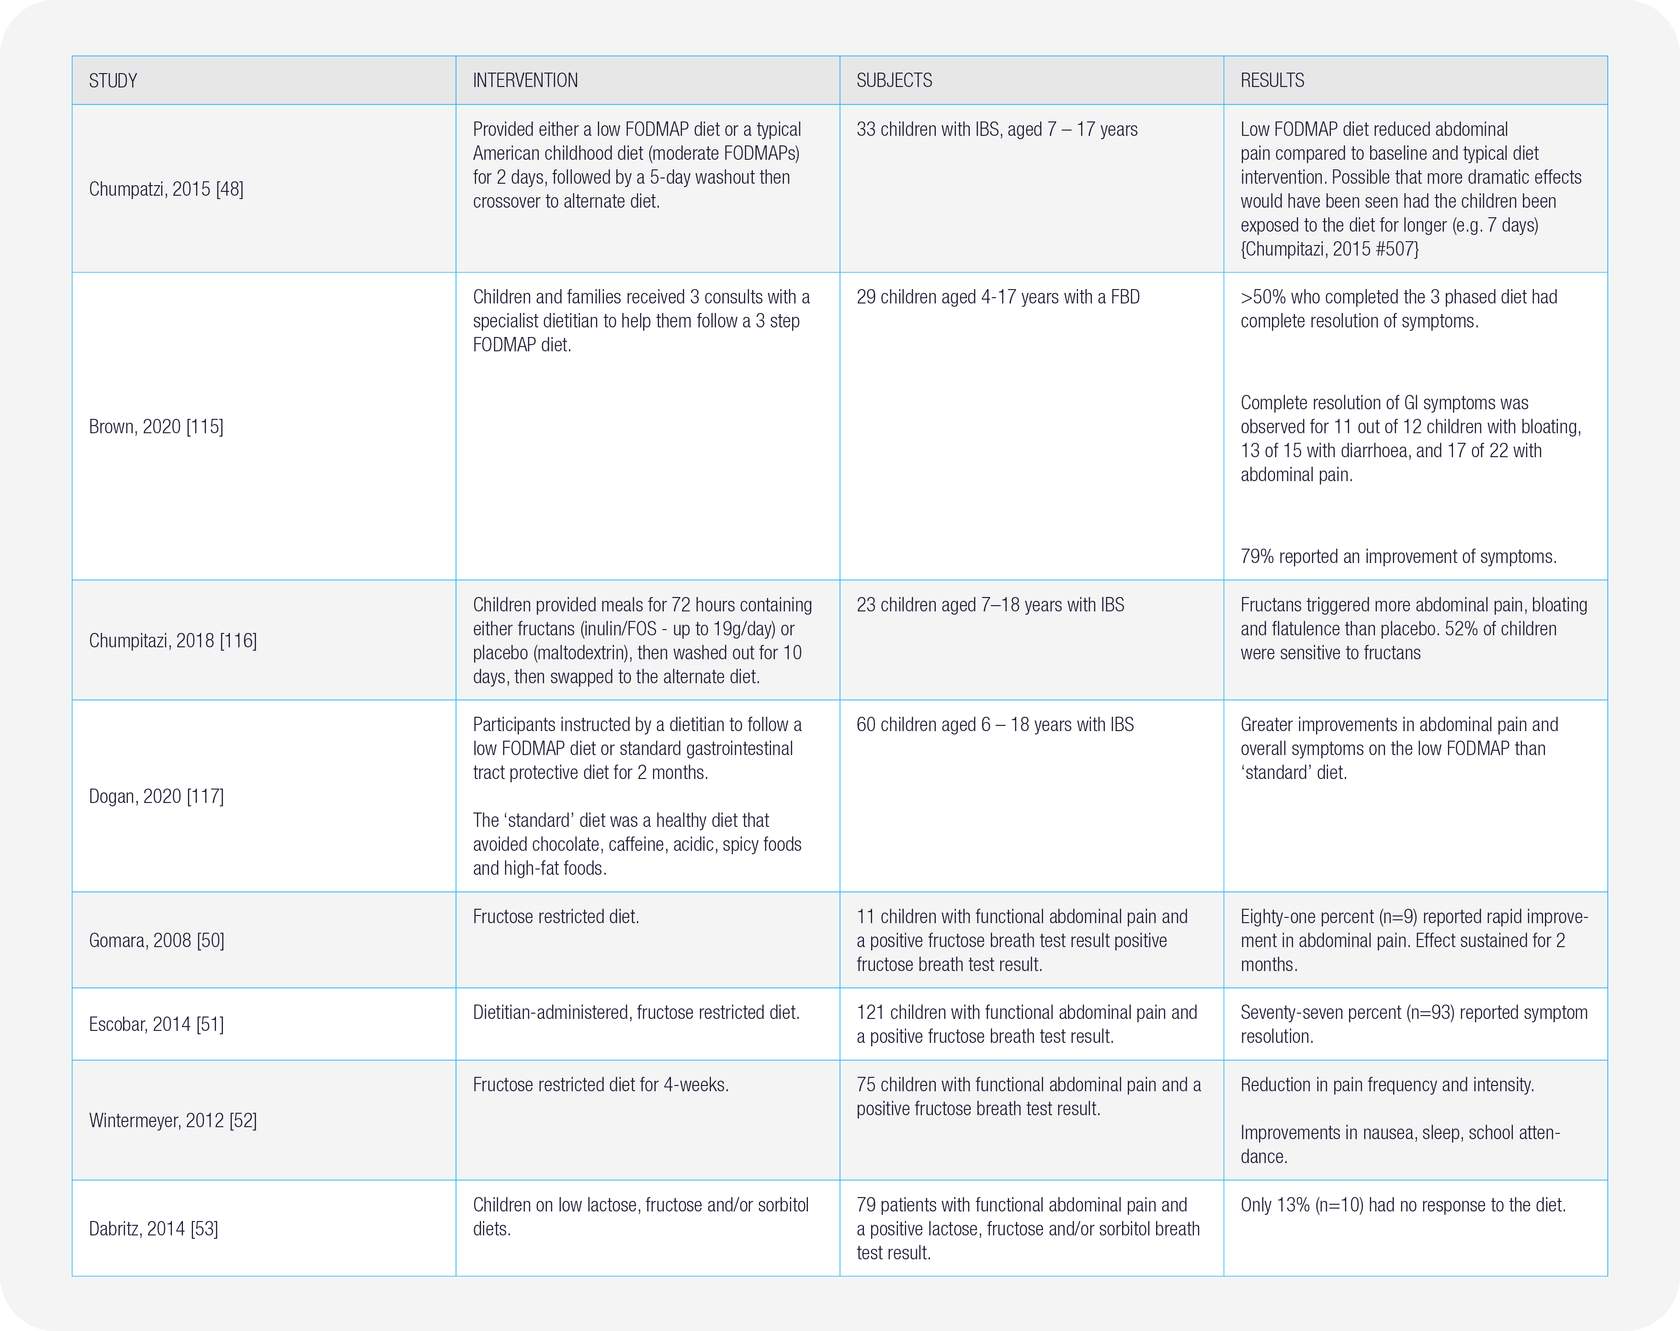 STUDY
INTERVENTION
SUBJECTS
RESULTS
Chumpatzi, 2015 [48]
Provided either a low FODMAP diet or a typical
American childhood diet (moderate FODMAPs)
for 2 days, followed by a 5-day washout then
crossover to alternate diet.
33 children with IBS, aged 7 – 17 years
Low FODMAP diet reduced abdominal
pain compared to baseline and typical diet
intervention. Possible that more dramatic effects
would have been seen had the children been
exposed to the diet for longer (e.g. 7 days)
{Chumpitazi, 2015 #507}
Brown, 2020 [115]
Children and families received 3 consults with a
specialist dietitian to help them follow a 3 step
FODMAP diet.
29 children aged 4-17 years with a FBD
>50% who completed the 3 phased diet had
complete resolution of symptoms.
Complete resolution of GI symptoms was
observed for 11 out of 12 children with bloating,
13 of 15 with diarrhoea, and 17 of 22 with
abdominal pain.
79% reported an improvement of symptoms.
Chumpitazi, 2018 [116]
Children provided meals for 72 hours containing
either fructans (inulin/FOS - up to 19g/day) or
placebo (maltodextrin), then washed out for 10
days, then swapped to the alternate diet.
23 children aged 7–18 years with IBS
Fructans triggered more abdominal pain, bloating
and flatulence than placebo. 52% of children
were sensitive to fructans
Dogan, 2020 [117]
Participants instructed by a dietitian to follow a
low FODMAP diet or standard gastrointestinal
tract protective diet for 2 months.
The ‘standard’ diet was a healthy diet that
avoided chocolate, caffeine, acidic, spicy foods
and high-fat foods.
60 children aged 6 – 18 years with IBS
Greater improvements in abdominal pain and
overall symptoms on the low FODMAP than
‘standard’ diet.
Gomara, 2008 [50]
Fructose restricted diet.
11 children with functional abdominal pain and
a positive fructose breath test result positive
fructose breath test result.
Eighty-one percent (n=9) reported rapid improve-
ment in abdominal pain. Effect sustained for 2
months.
Escobar, 2014 [51]
Dietitian-administered, fructose restricted diet.
121 children with functional abdominal pain and
a positive fructose breath test result.
Seventy-seven percent (n=93) reported symptom
resolution.
Wintermeyer, 2012 [52]
Fructose restricted diet for 4-weeks.
75 children with functional abdominal pain and a
positive fructose breath test result.
Reduction in pain frequency and intensity.
Improvements in nausea, sleep, school atten-
dance.
Dabritz, 2014 [53]
Children on low lactose, fructose and/or sorbitol
diets.
79 patients with functional abdominal pain and
a positive lactose, fructose and/or sorbitol breath
test result.
Only 13% (n=10) had no response to the diet.